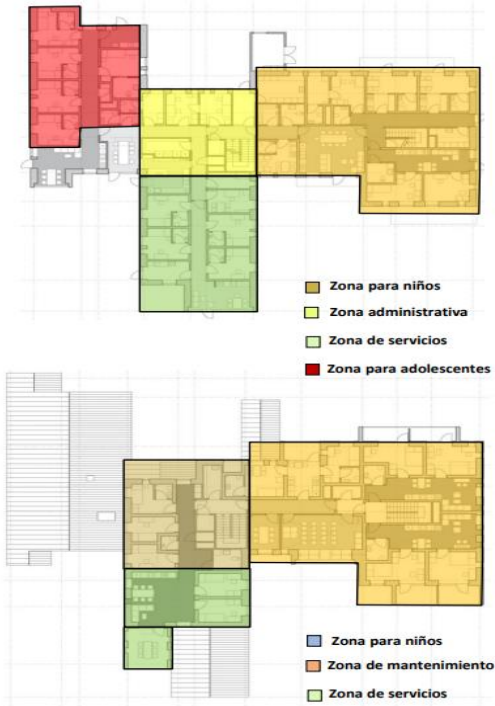 Zona para niños
Zona administrativa
Zona de servicios
Zona para adolescentes
Zona para niños
Zona de mantenimiento
Zona de servicios